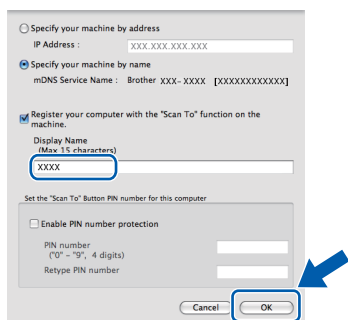 Specify your machine by address
IP Address : XXX.XXX.XXX.XXX
Specify your machine by name
mDNS Service Name : Brother XXX-XXXX [XXXXXXXXXXXX]
Register your computer with the "Scan To" function on the
machine.
Display Name
(Max 15 characters)
XXXX
Set the "Scan To" Button PIN number for this computer
Enable PIN number protection
PIN number
("0" – "9", 4 digits)
Retype PIN number
Cancel OK